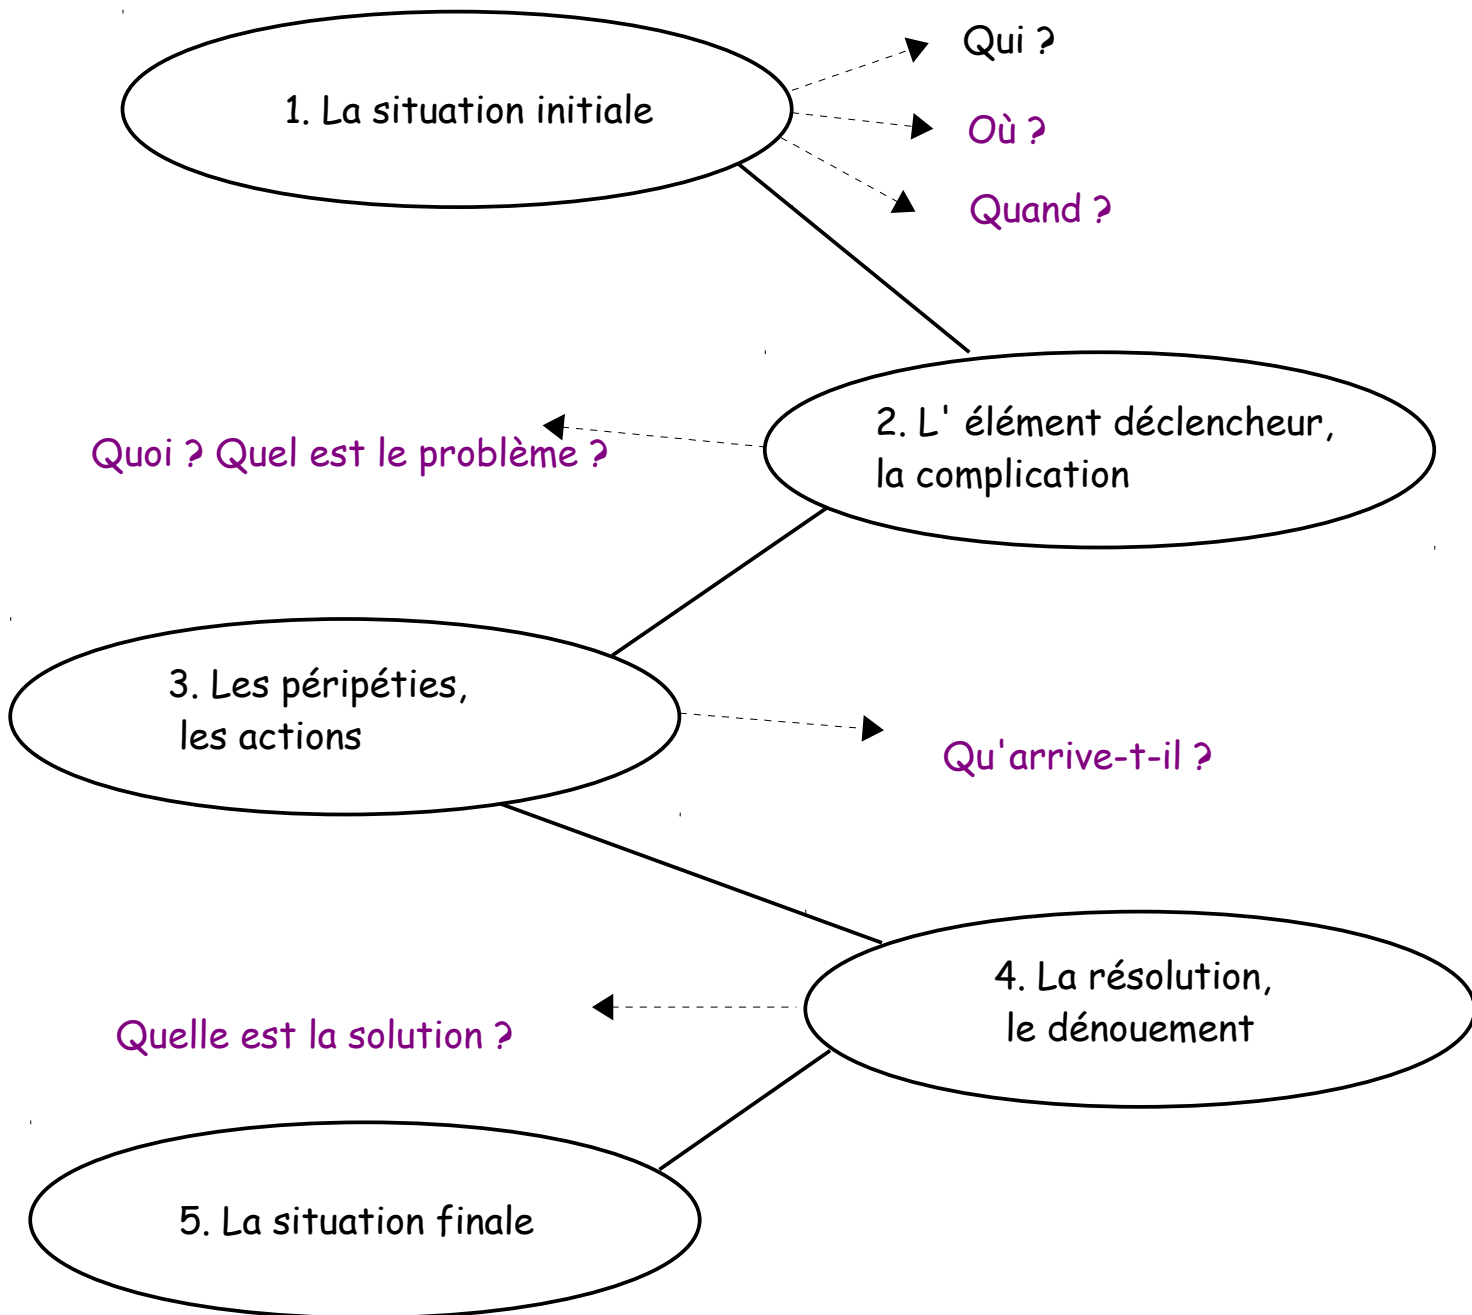 1. La situation initiale
Qui ?
Où ?
Quand ?
2. L' élément déclencheur,
la complication
Quoi ? Quel est le problème ?
3. Les péripéties,
les actions
Qu'arrive-t-il ?
4. La résolution,
le dénouement
Quelle est la solution ?
5. La situation finale